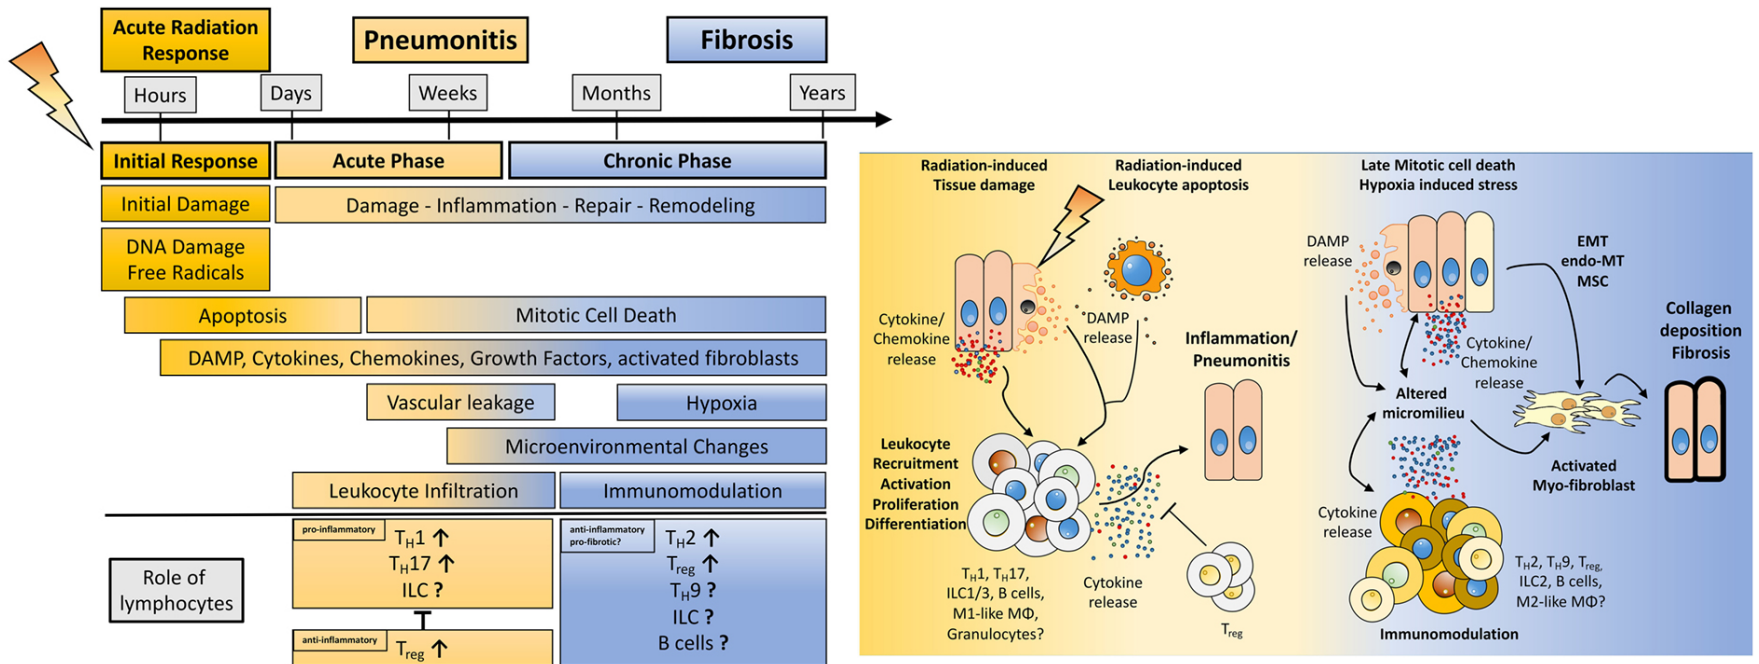 Acute Radiation
Response
Pneumonitis
Fibrosis
Hours
Days
Weeks
Months
Years
Initial Response
Acute Phase
Chronic Phase
Initial Damage
Damage - Inflammation - Repair - Remodeling
DNA Damage
Free Radicals
Apoptosis
Mitotic Cell Death
DAMP, Cytokines, Chemokines, Growth Factors, activated fibroblasts
Vascular leakage
Hypoxia
Microenvironmental Changes
Leukocyte Infiltration
Immunomodulation
Role of
lymphocytes
pro-inflammatory
TH1 ↑
TH17 ↑
ILC ?
anti-inflammatory
Treg ↑
anti-inflammatory
pro-fibrotic?
TH2 ↑
Treg ↑
TH9 ?
ILC ?
B cells ?
Radiation-induced
Tissue damage
Radiation-induced
Leukocyte apoptosis
Late Mitotic cell death
Hypoxia induced stress
Cytokine/
Chemokine
release
DAMP
release
Inflammation/
Pneumonitis
Leukocyte
Recruitment
Activation
Proliferation
Differentiation
TH1, TH17,
ILC1/3, B cells,
M1-like MΦ,
Granulocytes?
Cytokine
release
Treg
DAMP
release
EMT
endo-MT
MSC
Cytokine/
Chemokine
release
Altered
micromilieu
Collagen
deposition
Fibrosis
Activated
Myo-fibroblast
Cytokine
release
TH2, TH9, Treg,
ILC2, B cells,
M2-like MΦ?
Immunomodulation